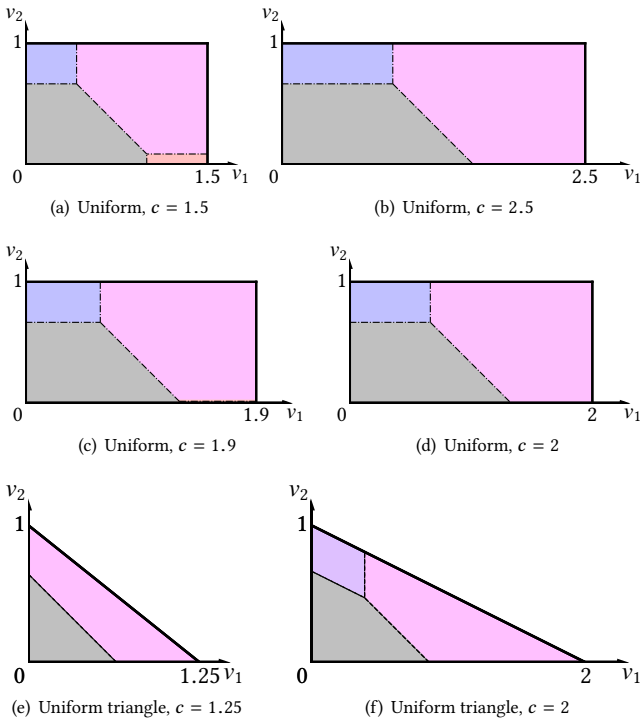 v₂ v₂
1 1
0 1.5 v₁ 0 2.5 v₁
(a) Uniform, c = 1.5 (b) Uniform, c = 2.5
v₂ v₂
1 1
0 1.9 v₁ 0 2 v₁
(c) Uniform, c = 1.9 (d) Uniform, c = 2
v₂ v₂
1 1
0 1.25 v₁ 0 2 v₁
(e) Uniform triangle, c = 1.25 (f) Uniform triangle, c = 2